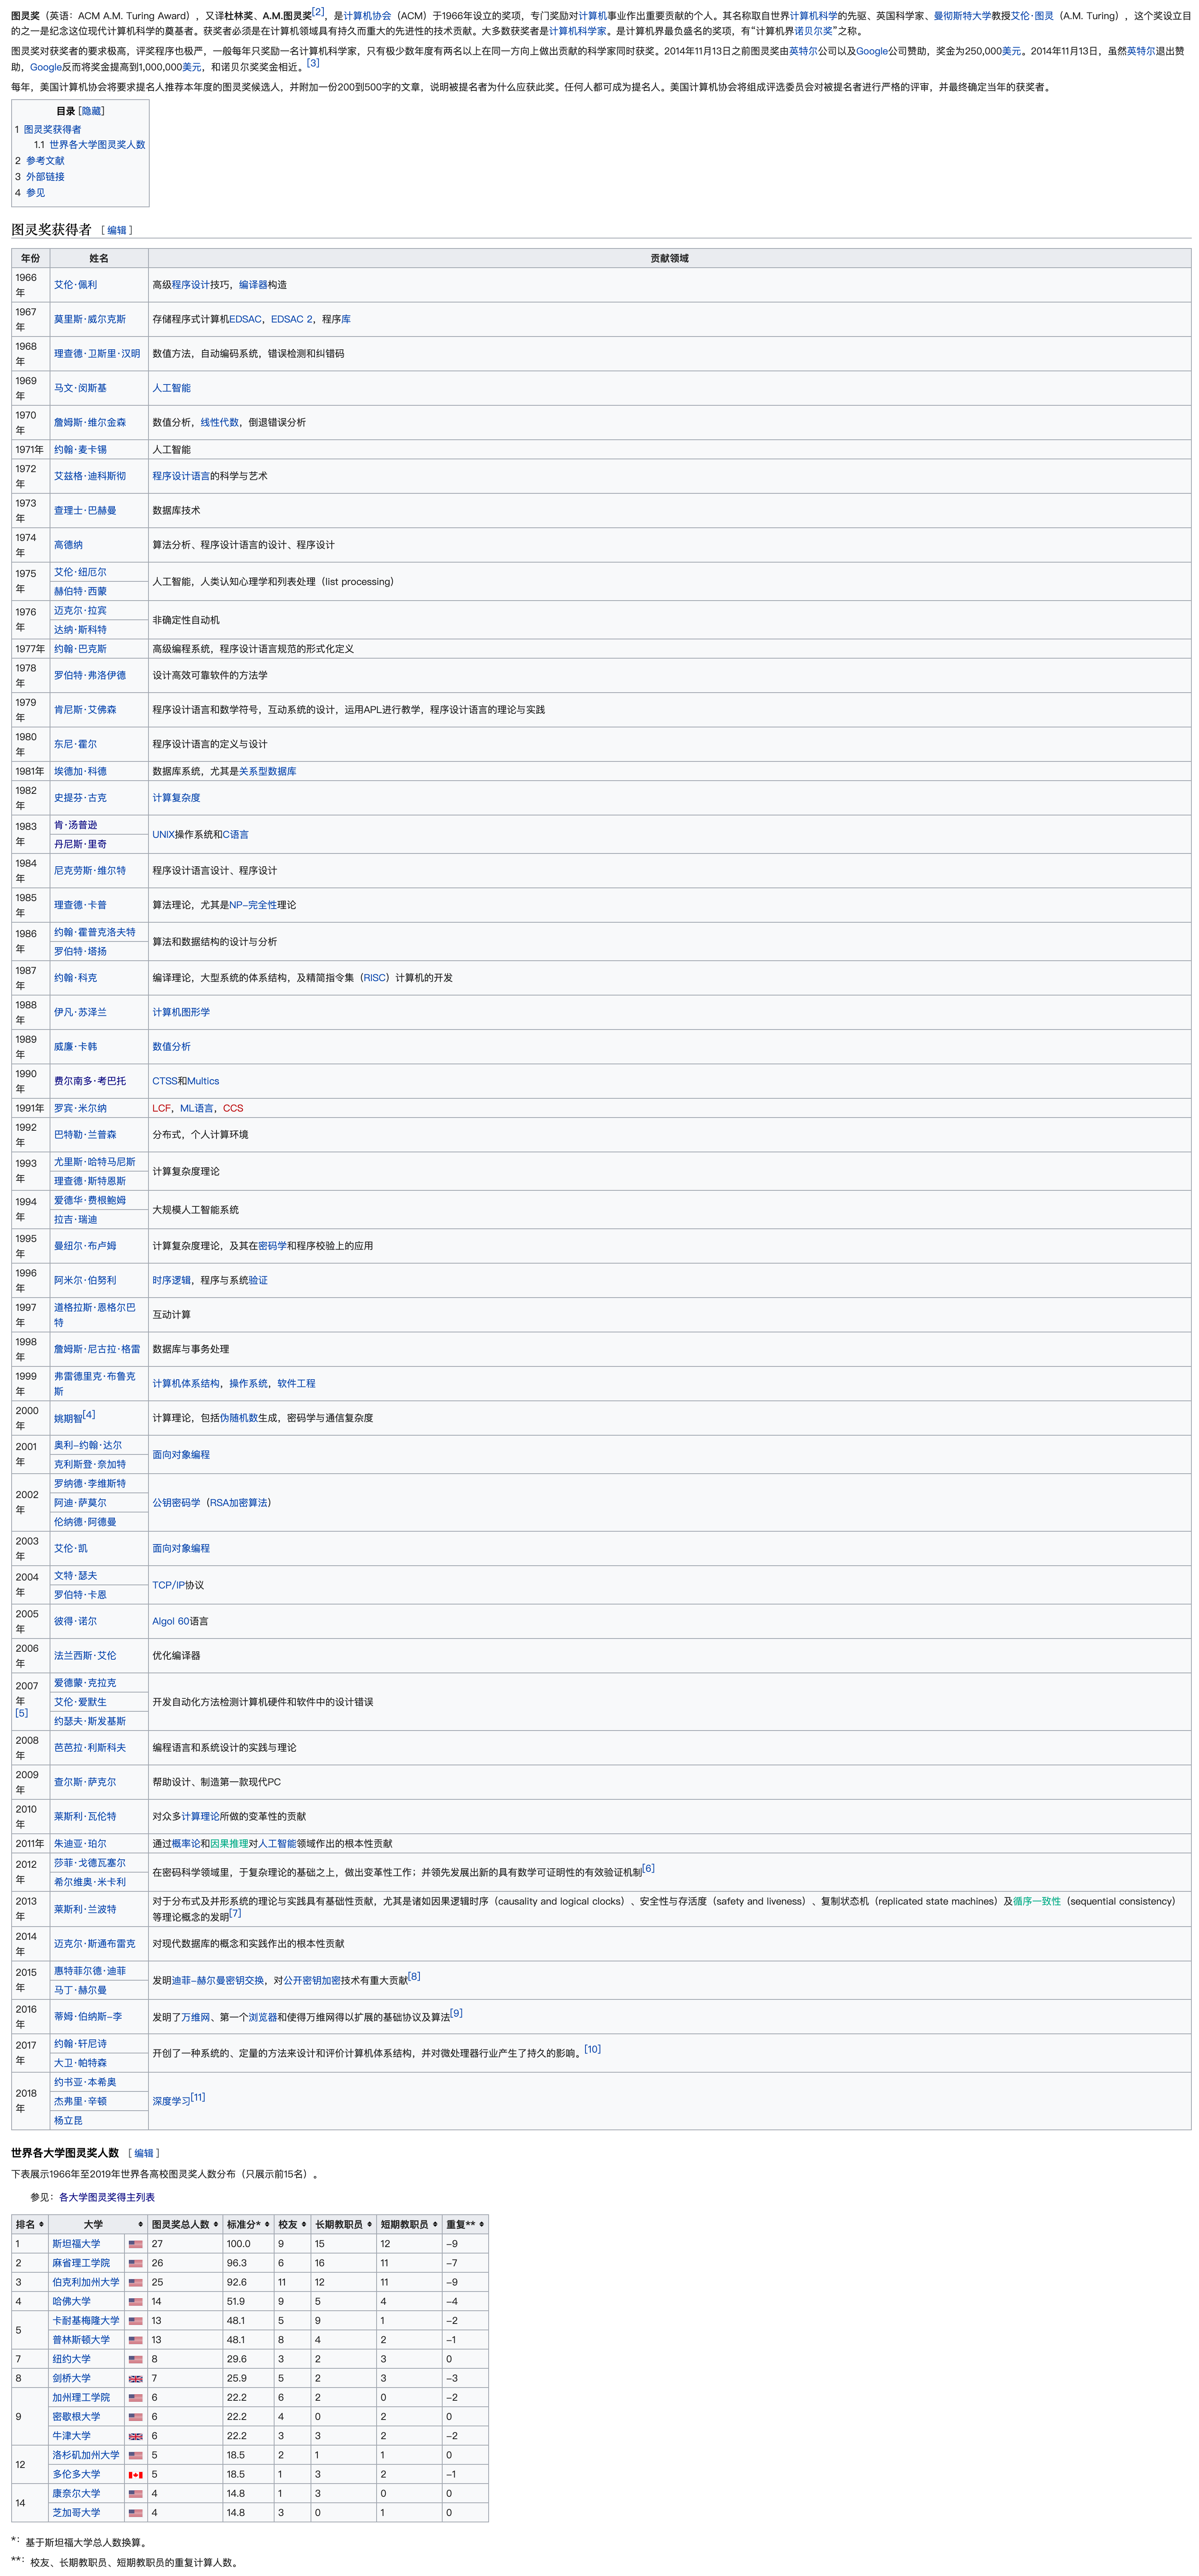 图灵奖（英语：ACM A.M. Turing Award），又译杜林奖、A.M.图灵奖[2]，是计算机协会（ACM）于1966年设立的奖项，专门奖励对计算机事业作出重要贡献的个人。其名称取自世界计算机科学的先驱、英国科学家、曼彻斯特大学教授艾伦·图灵（A.M. Turing），这个奖设立目
的之一是纪念这位现代计算机科学的奠基者。获奖者必须是在计算机领域具有持久而重大的先进性的技术贡献。大多数获奖者是计算机科学家。是计算机界最负盛名的奖项，有“计算机界诺贝尔奖”之称。
图灵奖对获奖者的要求极高，评奖程序也极严，一般每年只奖励一名计算机科学家，只有极少数年度有两名以上在同一方向上做出贡献的科学家同时获奖。2014年11月13日之前图灵奖由英特尔公司以及Google公司赞助，奖金为250,000美元。2014年11月13日，虽然英特尔退出赞
助，Google反而将奖金提高到1,000,000美元，和诺贝尔奖奖金相近。[3]
每年，美国计算机协会将要求提名人推荐本年度的图灵奖候选人，并附加一份200到500字的文章，说明被提名者为什么应获此奖。任何人都可成为提名人。美国计算机协会将组成评选委员会对被提名者进行严格的评审，并最终确定当年的获奖者。
目录 [隐藏]
1 图灵奖获得者
1.1 世界各大学图灵奖人数
2 参考文献
3 外部链接
4 参见
图灵奖获得者 [ 编辑 ]
年份 姓名 贡献领域
1966年 艾伦·佩利 高级程序设计技巧，编译器构造
1967年 莫里斯·威尔克斯 存储程序式计算机EDSAC，EDSAC 2，程序库
1968年 理查德·卫斯里·汉明 数值方法，自动编码系统，错误检测和纠错码
1969年 马文·闵斯基 人工智能
1970年 詹姆斯·维尔金森 数值分析，线性代数，倒退错误分析
1971年 约翰·麦卡锡 人工智能
1972年 艾兹格·迪科斯彻 程序设计语言的科学与艺术
1973年 查理士·巴赫曼 数据库技术
1974年 高德纳 算法分析、程序设计语言的设计、程序设计
1975年 艾伦·纽厄尔 人工智能，人类认知心理学和列表处理（list processing）
赫伯特·西蒙
1976年 迈克尔·拉宾 非确定性自动机
达纳·斯科特
1977年 约翰·巴克斯 高级编程系统，程序设计语言规范的形式化定义
1978年 罗伯特·弗洛伊德 设计高效可靠软件的方法学
1979年 肯尼斯·艾佛森 程序设计语言和数学符号，互动系统的设计，运用APL进行教学，程序设计语言的理论与实践
1980年 东尼·霍尔 程序设计语言的定义与设计
1981年 埃德加·科德 数据库系统，尤其是关系型数据库
1982年 史提芬·古克 计算复杂度
1983年 肯·汤普逊 UNIX操作系统和C语言
丹尼斯·里奇
1984年 尼克劳斯·维尔特 程序设计语言设计、程序设计
1985年 理查德·卡普 算法理论，尤其是NP-完全性理论
1986年 约翰·霍普克洛夫特 算法和数据结构的设计与分析
罗伯特·塔扬
1987年 约翰·科克 编译理论，大型系统的体系结构，及精简指令集（RISC）计算机的开发
1988年 伊凡·苏泽兰 计算机图形学
1989年 威廉·卡韩 数值分析
1990年 费尔南多·考巴托 CTSS和Multics
1991年 罗宾·米尔纳 LCF，ML语言，CCS
1992年 巴特勒·兰普森 分布式，个人计算环境
1993年 尤里斯·哈特马尼斯 计算复杂度理论
理查德·斯特恩斯
1994年 爱德华·费根鲍姆 大规模人工智能系统
拉吉·瑞迪
1995年 曼纽尔·布卢姆 计算复杂度理论，及其在密码学和程序校验上的应用
1996年 阿米尔·伯努利 时序逻辑，程序与系统验证
1997年 道格拉斯·恩格尔巴特 互动计算
1998年 詹姆斯·尼古拉·格雷 数据库与事务处理
1999年 弗雷德里克·布鲁克斯 计算机体系结构，操作系统，软件工程
2000年 姚期智[4] 计算理论，包括伪随机数生成，密码学与通信复杂度
2001年 奥利-约翰·达尔 面向对象编程
克利斯登·奈加特
2002年 罗纳德·李维斯特 公钥密码学（RSA加密算法）
阿迪·萨莫尔
伦纳德·阿德曼
2003年 艾伦·凯 面向对象编程
2004年 文特·瑟夫 TCP/IP协议
罗伯特·卡恩
2005年 彼得·诺尔 Algol 60语言
2006年 法兰西斯·艾伦 优化编译器
2007年[5] 爱德蒙·克拉克 开发自动化方法检测计算机硬件和软件中的设计错误
艾伦·爱默生
约瑟夫·斯发基斯
2008年 芭芭拉·利斯科夫 编程语言和系统设计的实践与理论
2009年 查尔斯·萨克尔 帮助设计、制造第一款现代PC
2010年 莱斯利·瓦伦特 对众多计算理论所做的变革性的贡献
2011年 朱迪亚·珀尔 通过概率论和因果推理对人工智能领域作出的根本性贡献
2012年 莎菲·戈德瓦塞尔 在密码科学领域里，于复杂理论的基础之上，做出变革性工作；并领先发展出新的具有数学可证明性的有效验证机制[6]
希尔维奥·米卡利
2013年 莱斯利·兰波特 对于分布式及并形系统的理论与实践具有基础性贡献，尤其是诸如因果逻辑时序（causality and logical clocks）、安全性与存活度（safety and liveness）、复制状态机（replicated state machines）及循序一致性（sequential consistency）
等理论概念的发明[7]
2014年 迈克尔·斯通布雷克 对现代数据库的概念和实践作出的根本性贡献
2015年 惠特菲尔德·迪菲 发明迪菲-赫尔曼密钥交换，对公开密钥加密技术有重大贡献[8]
马丁·赫尔曼
2016年 蒂姆·伯纳斯-李 发明了万维网、第一个浏览器和使得万维网得以扩展的基础协议及算法[9]
2017年 约翰·轩尼诗 开创了一种系统的、定量的方法来设计和评价计算机体系结构，并对微处理器行业产生了持久的影响。[10]
大卫·帕特森
2018年 约书亚·本希奥 深度学习[11]
杰弗里·辛顿
杨立昆
世界各大学图灵奖人数 [ 编辑 ]
下表展示1966年至2019年世界各高校图灵奖人数分布（只展示前15名）。
参见：各大学图灵奖得主列表
排名 大学 图灵奖总人数 标准分* 校友 长期教职员 短期教职员 重复**
1 斯坦福大学 27 100.0 9 15 12 -9
2 麻省理工学院 26 96.3 6 16 11 -7
3 伯克利加州大学 25 92.6 11 12 11 -9
4 哈佛大学 14 51.9 9 5 4 -4
5 卡耐基梅隆大学 13 48.1 5 9 1 -2
普林斯顿大学 13 48.1 8 4 2 -1
7 纽约大学 8 29.6 3 2 3 0
8 剑桥大学 7 25.9 5 2 3 -3
9 加州理工学院 6 22.2 6 2 0 -2
密歇根大学 6 22.2 4 0 2 0
牛津大学 6 22.2 3 3 2 -2
12 洛杉矶加州大学 5 18.5 2 1 1 0
多伦多大学 5 18.5 1 3 2 -1
14 康奈尔大学 4 14.8 1 3 0 0
芝加哥大学 4 14.8 3 0 1 0
*：基于斯坦福大学总人数换算。
**：校友、长期教职员、短期教职员的重复计算人数。